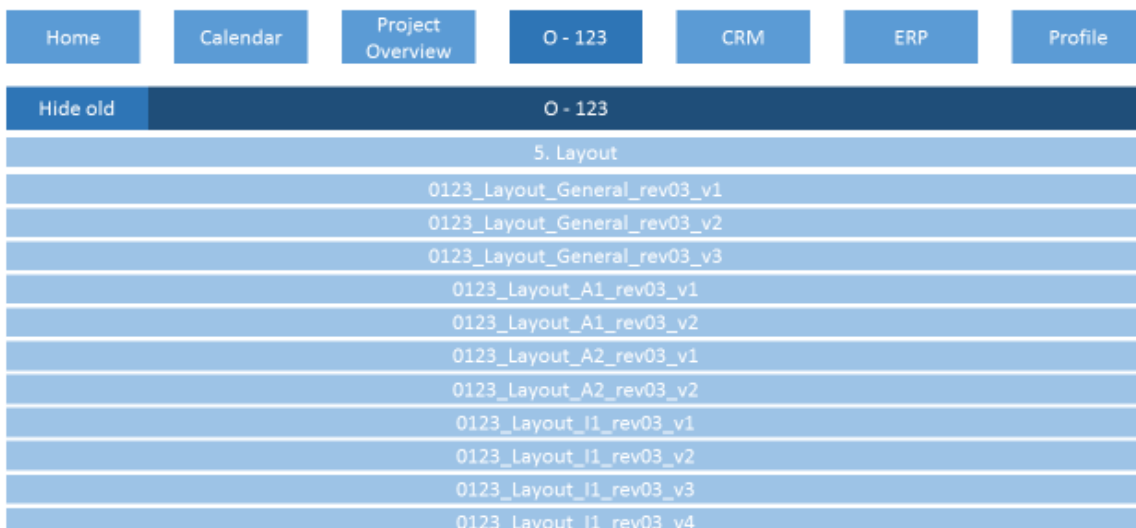 Home
Calendar
Project
Overview
O - 123
CRM
ERP
Profile
Hide old
O - 123
5. Layout
0123_Layout_General_rev03_v1
0123_Layout_General_rev03_v2
0123_Layout_General_rev03_v3
0123_Layout_A1_rev03_v1
0123_Layout_A1_rev03_v2
0123_Layout_A2_rev03_v1
0123_Layout_A2_rev03_v2
0123_Layout_I1_rev03_v1
0123_Layout_I1_rev03_v2
0123_Layout_I1_rev03_v3
0123_Layout_I1_rev03_v4